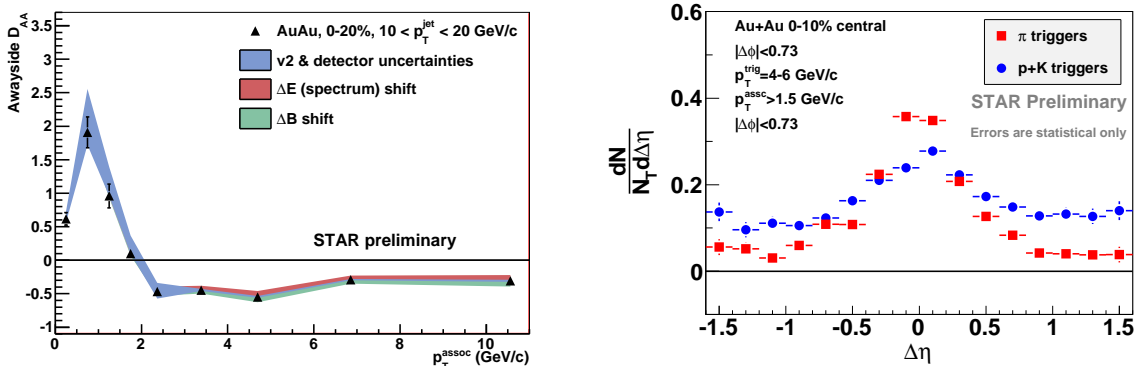 Awayside D_AA
3.5
3
2.5
2
1.5
1
0.5
0
-0.5
-1
AuAu, 0-20%, 10 < p_T^jet < 20 GeV/c
v2 & detector uncertainties
ΔE (spectrum) shift
ΔB shift
STAR preliminary
0 2 4 6 8 10
p_T^assoc (GeV/c)
dN
N_T dΔη
0.6
0.4
0.2
0
Au+Au 0-10% central
|Δϕ|<0.73
p_T^trig=4-6 GeV/c
p_T^assc>1.5 GeV/c
|Δϕ|<0.73
π triggers
p+K triggers
STAR Preliminary
Errors are statistical only
-1.5 -1 -0.5 0 0.5 1 1.5
Δη